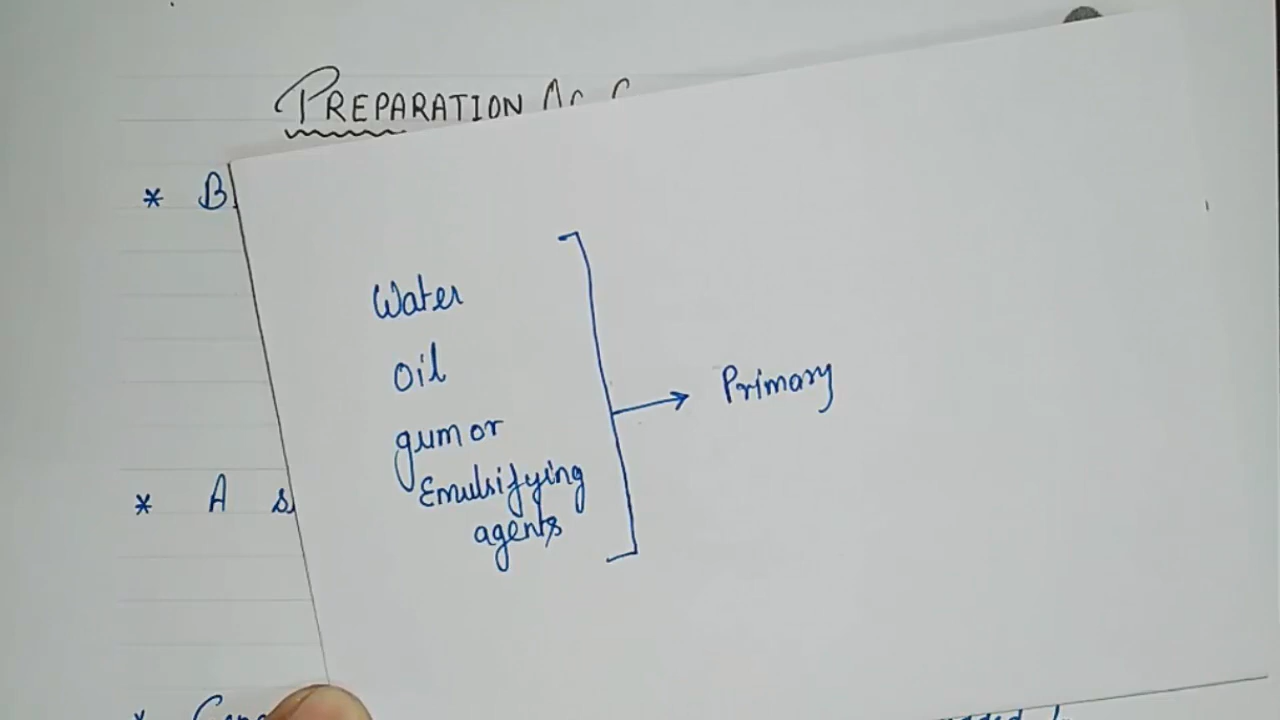 PREPARATION
* B
Water
Oil
gum or
Emulsifying
agents
Primary
* A s
*